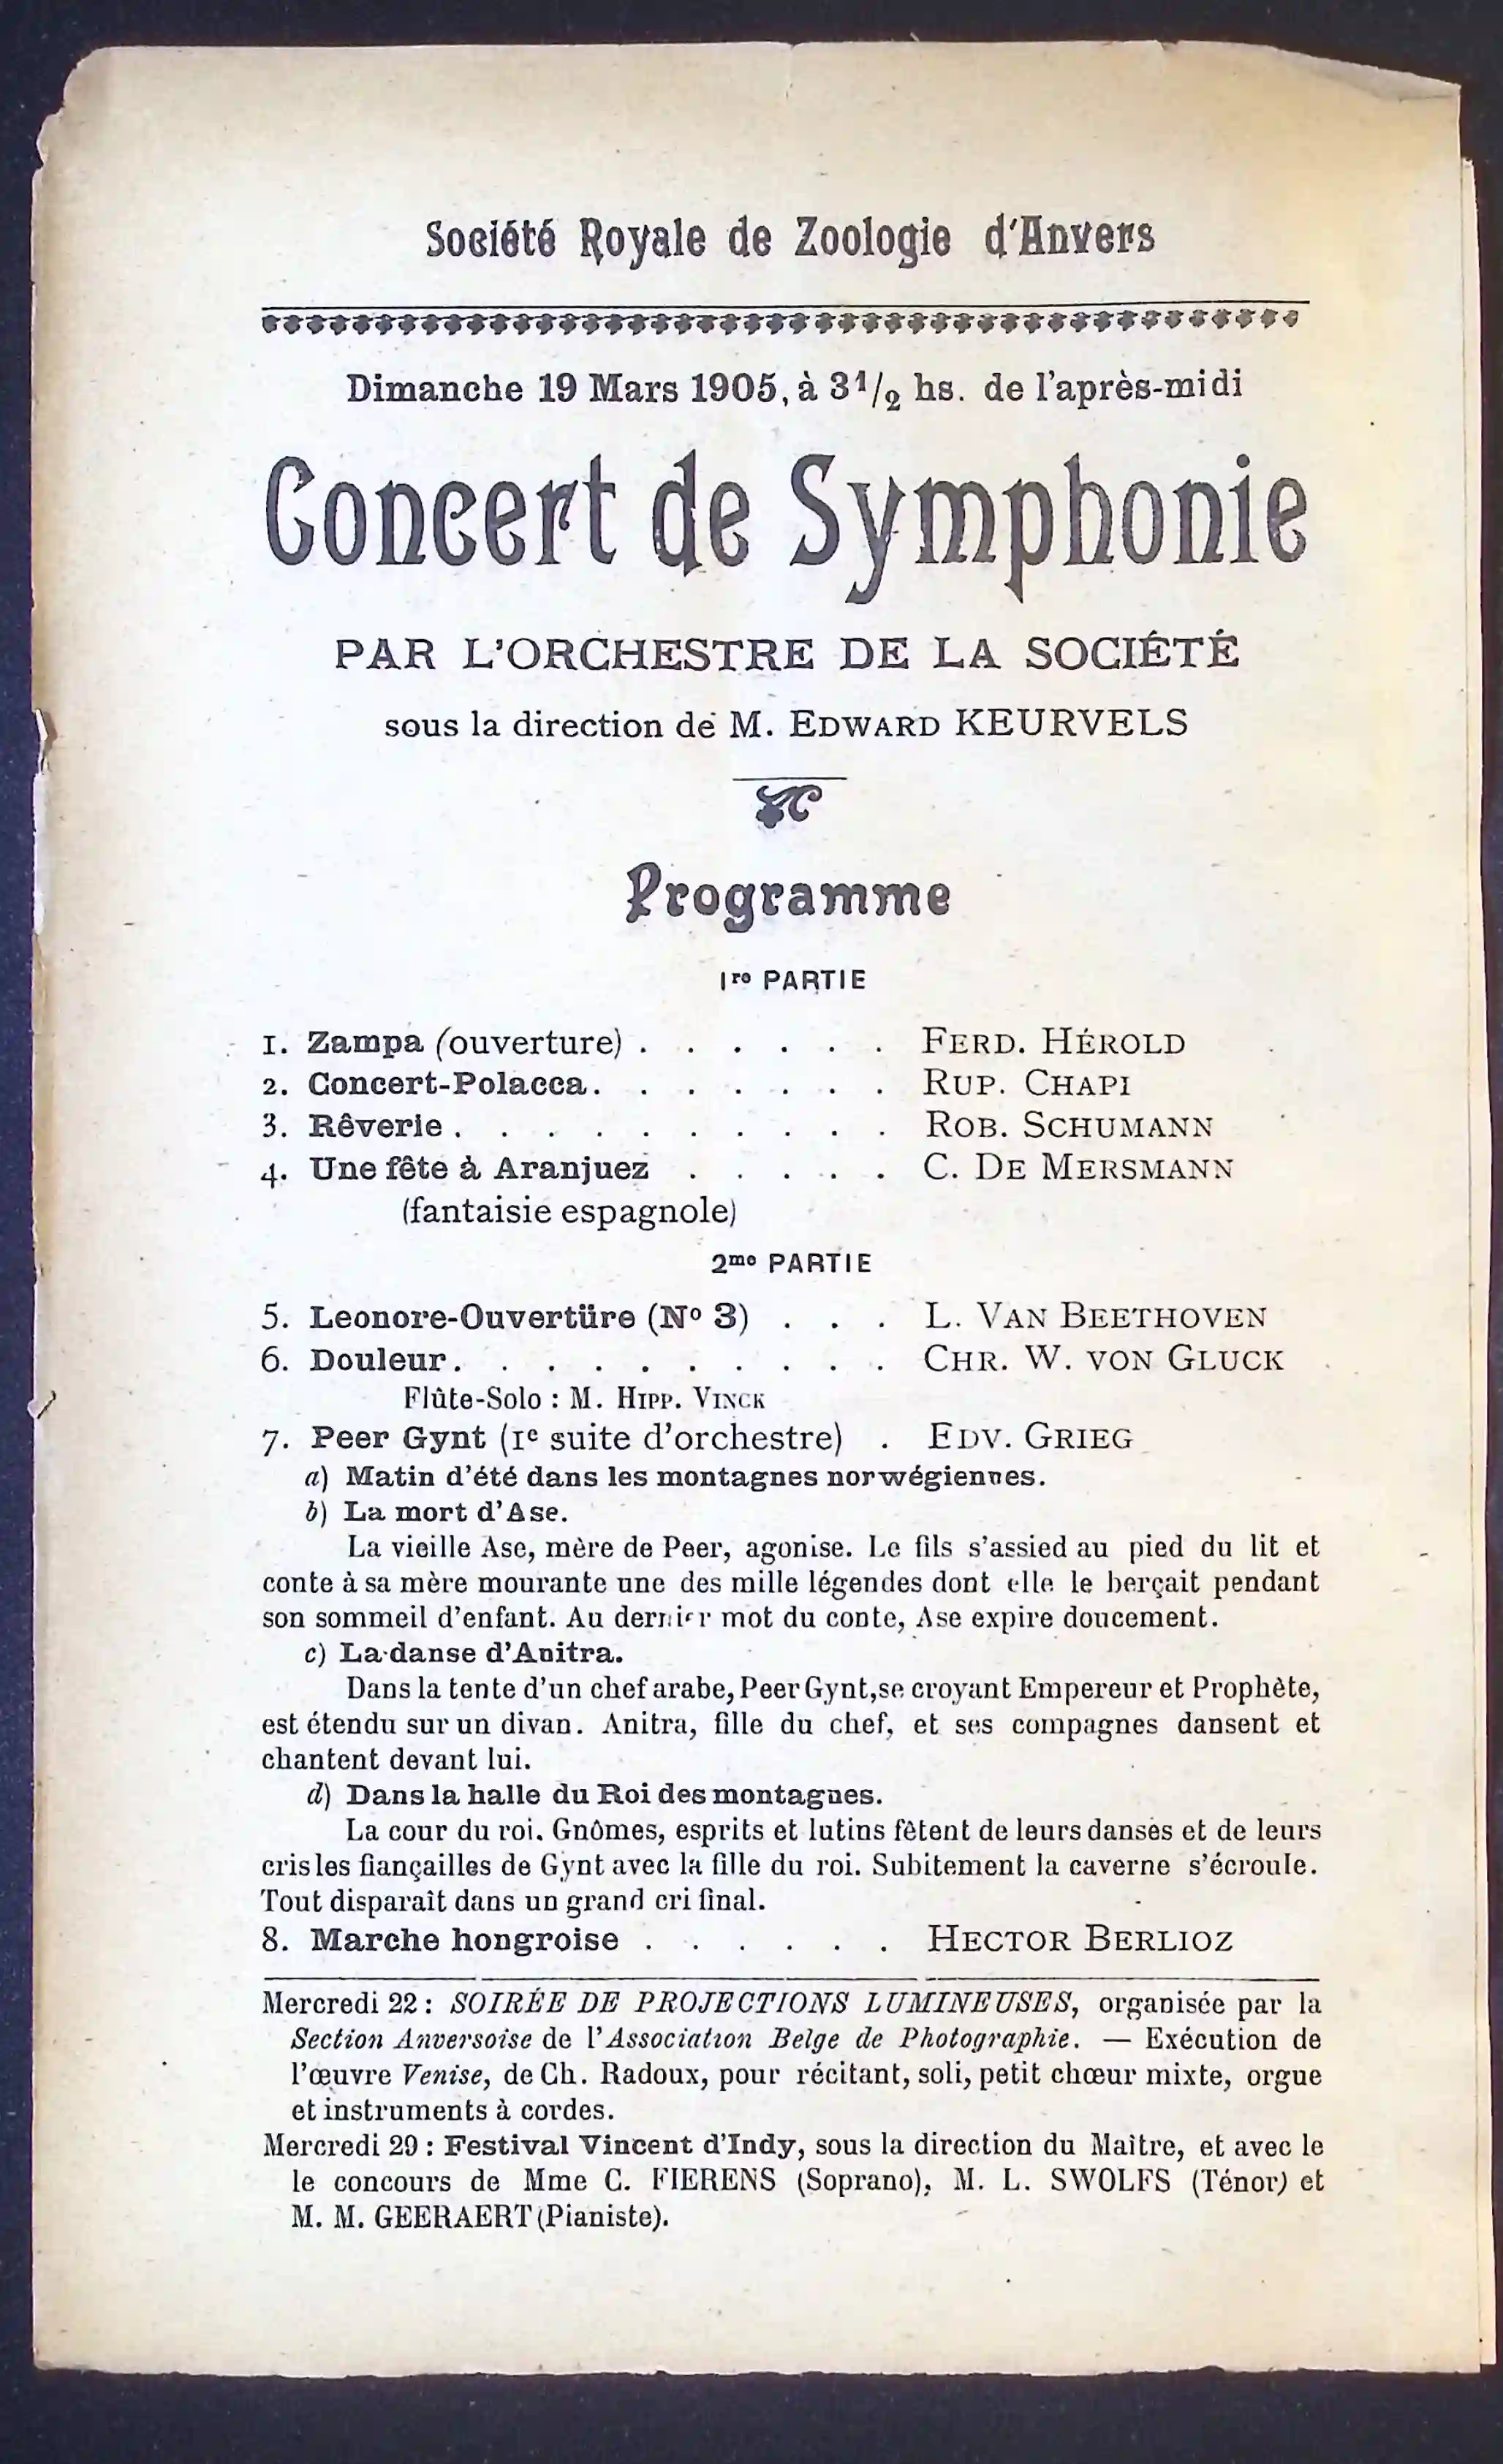 Société Royale de Zoologie d'Anvers
Dimanche 19 Mars 1905, à 3 1/2 hs. de l'après-midi
Concert de Symphonie
PAR L'ORCHESTRE DE LA SOCIÉTÉ
sous la direction de M. EDWARD KEURVELS
Programme
1re PARTIE
1. Zampa (ouverture) . . . . . . FERD. HÉROLD
2. Concert-Polacca. . . . . . . RUP. CHAPI
3. Rêverie . . . . . . . . . . ROB. SCHUMANN
4. Une fête à Aranjuez . . . . . C. DE MERSMANN
(fantaisie espagnole)
2me PARTIE
5. Leonore-Ouvertüre (No 3) . . . L. VAN BEETHOVEN
6. Douleur. . . . . . . . . . CHR. W. VON GLUCK
Flûte-Solo : M. HIPP. VINCK
7. Peer Gynt (1e suite d'orchestre) . EDV. GRIEG
a) Matin d'été dans les montagnes norwégiennes.
b) La mort d'Ase.
La vieille Ase, mère de Peer, agonise. Le fils s'assied au pied du lit et
conte à sa mère mourante une des mille légendes dont elle le berçait pendant
son sommeil d'enfant. Au dernier mot du conte, Ase expire doucement.
c) La danse d'Anitra.
Dans la tente d'un chef arabe, Peer Gynt, se croyant Empereur et Prophète,
est étendu sur un divan. Anitra, fille du chef, et ses compagnes dansent et
chantent devant lui.
d) Dans la halle du Roi des montagnes.
La cour du roi. Gnômes, esprits et lutins fêtent de leurs danses et de leurs
cris les fiançailles de Gynt avec la fille du roi. Subitement la caverne s'écroule.
Tout disparaît dans un grand cri final.
8. Marche hongroise . . . . . . HECTOR BERLIOZ
Mercredi 22 : SOIRÉE DE PROJECTIONS LUMINEUSES, organisée par la
Section Anversoise de l'Association Belge de Photographie. — Exécution de
l'œuvre Venise, de Ch. Radoux, pour récitant, soli, petit chœur mixte, orgue
et instruments à cordes.
Mercredi 29 : Festival Vincent d'Indy, sous la direction du Maître, et avec le
le concours de Mme C. FIERENS (Soprano), M. L. SWOLFS (Ténor) et
M. M. GEERAERT (Pianiste).